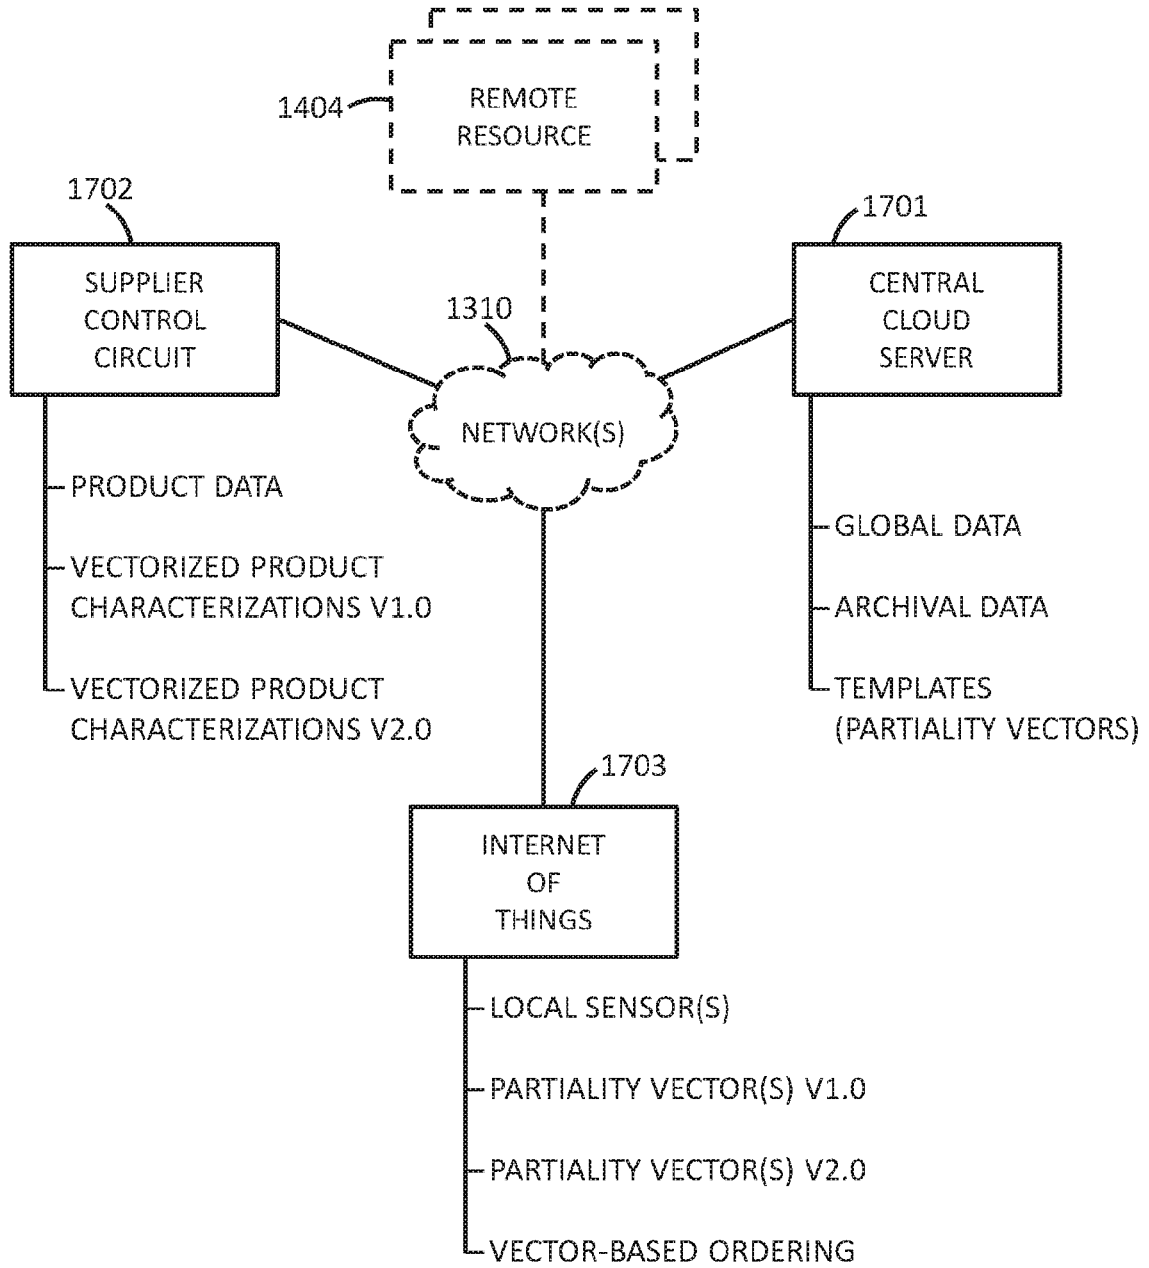 REMOTE
RESOURCE
1404
1702
1701
SUPPLIER
CONTROL
CIRCUIT
CENTRAL
CLOUD
SERVER
1310
NETWORK(S)
PRODUCT DATA
VECTORIZED PRODUCT
CHARACTERIZATIONS V1.0
VECTORIZED PRODUCT
CHARACTERIZATIONS V2.0
GLOBAL DATA
ARCHIVAL DATA
TEMPLATES
(PARTIALITY VECTORS)
1703
INTERNET
OF
THINGS
LOCAL SENSOR(S)
PARTIALITY VECTOR(S) V1.0
PARTIALITY VECTOR(S) V2.0
VECTOR-BASED ORDERING